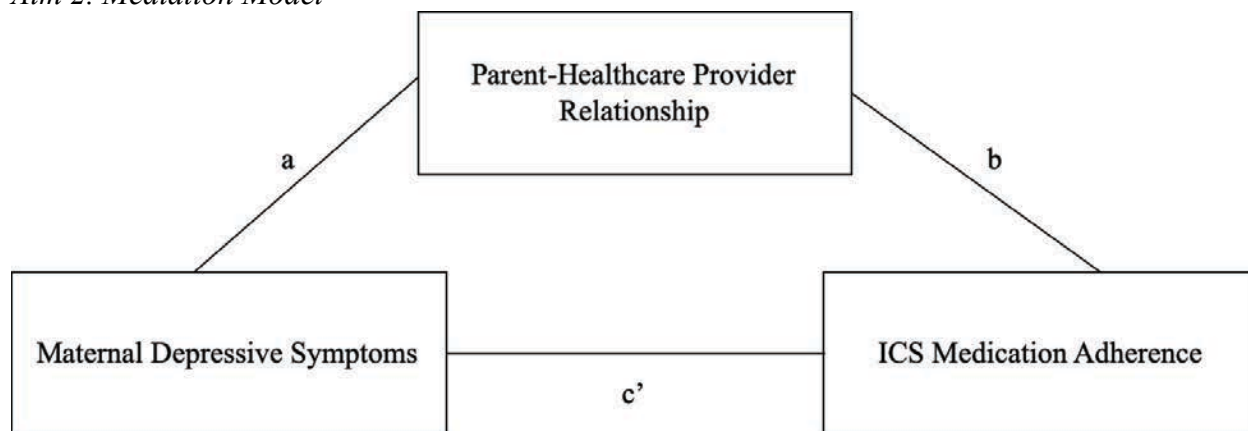 Aim 2: Mediation Model
Parent-Healthcare Provider
Relationship
a
b
Maternal Depressive Symptoms
ICS Medication Adherence
c’